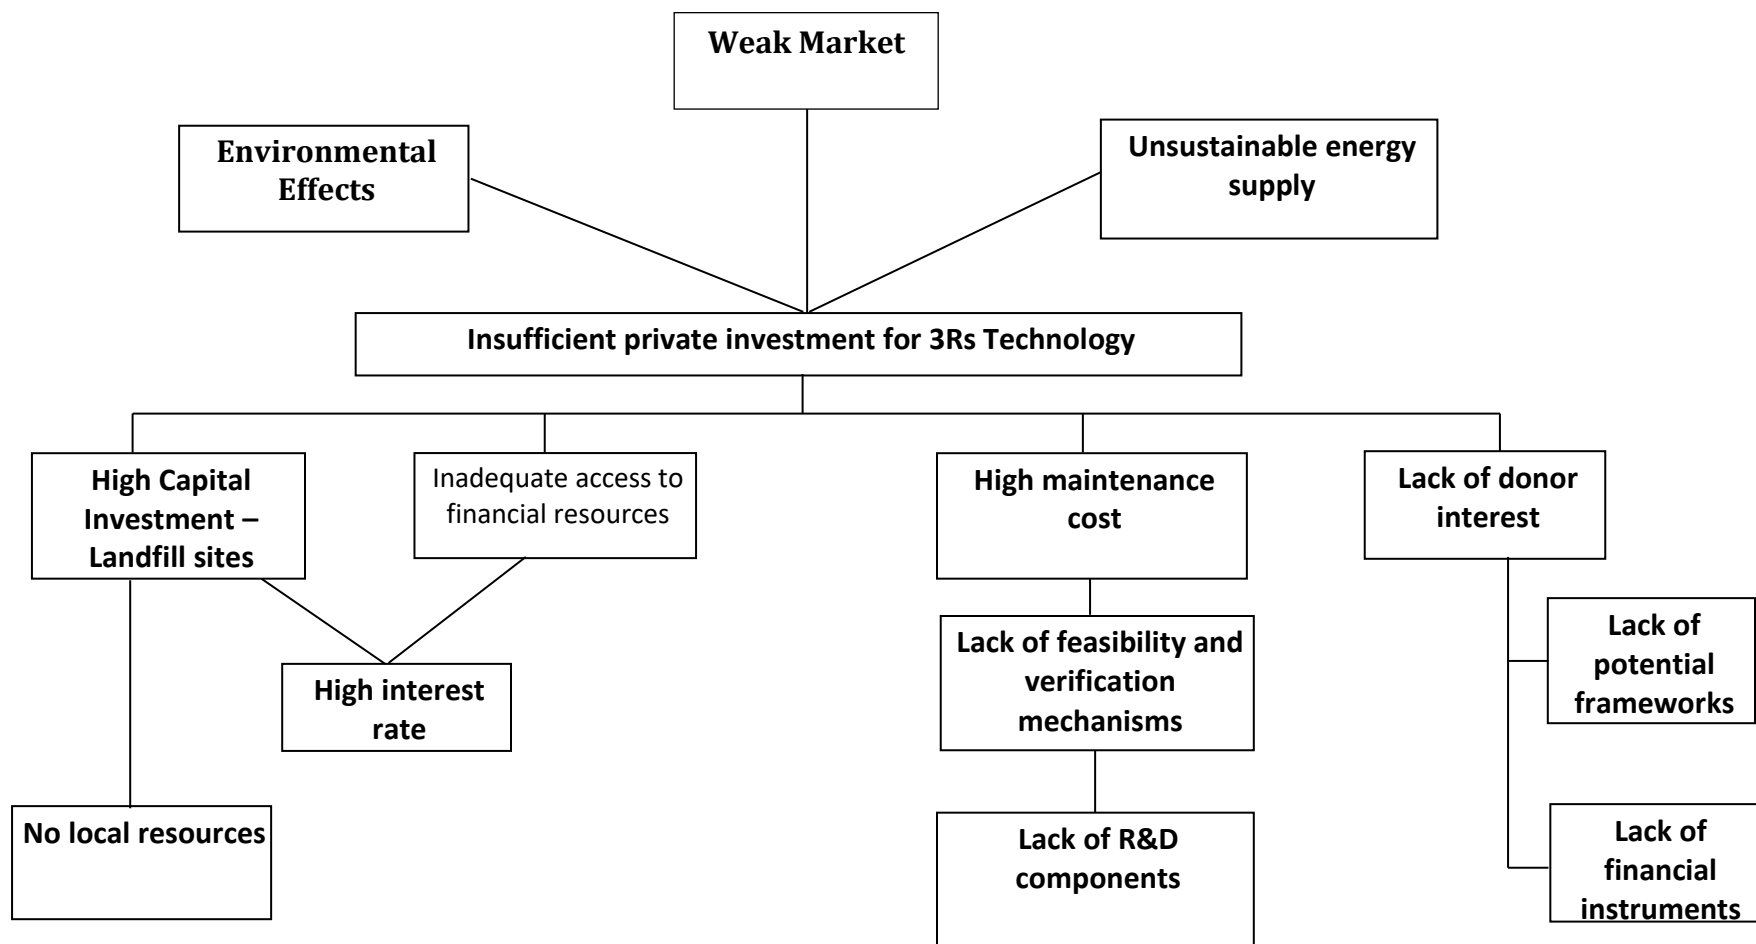 Weak Market
Environmental
Effects
Unsustainable energy
supply
Insufficient private investment for 3Rs Technology
High Capital
Investment –
Landfill sites
Inadequate access to
financial resources
High maintenance
cost
Lack of donor
interest
Lack of
potential
frameworks
Lack of feasibility and
verification
mechanisms
High interest
rate
No local resources
Lack of R&D
components
Lack of
financial
instruments